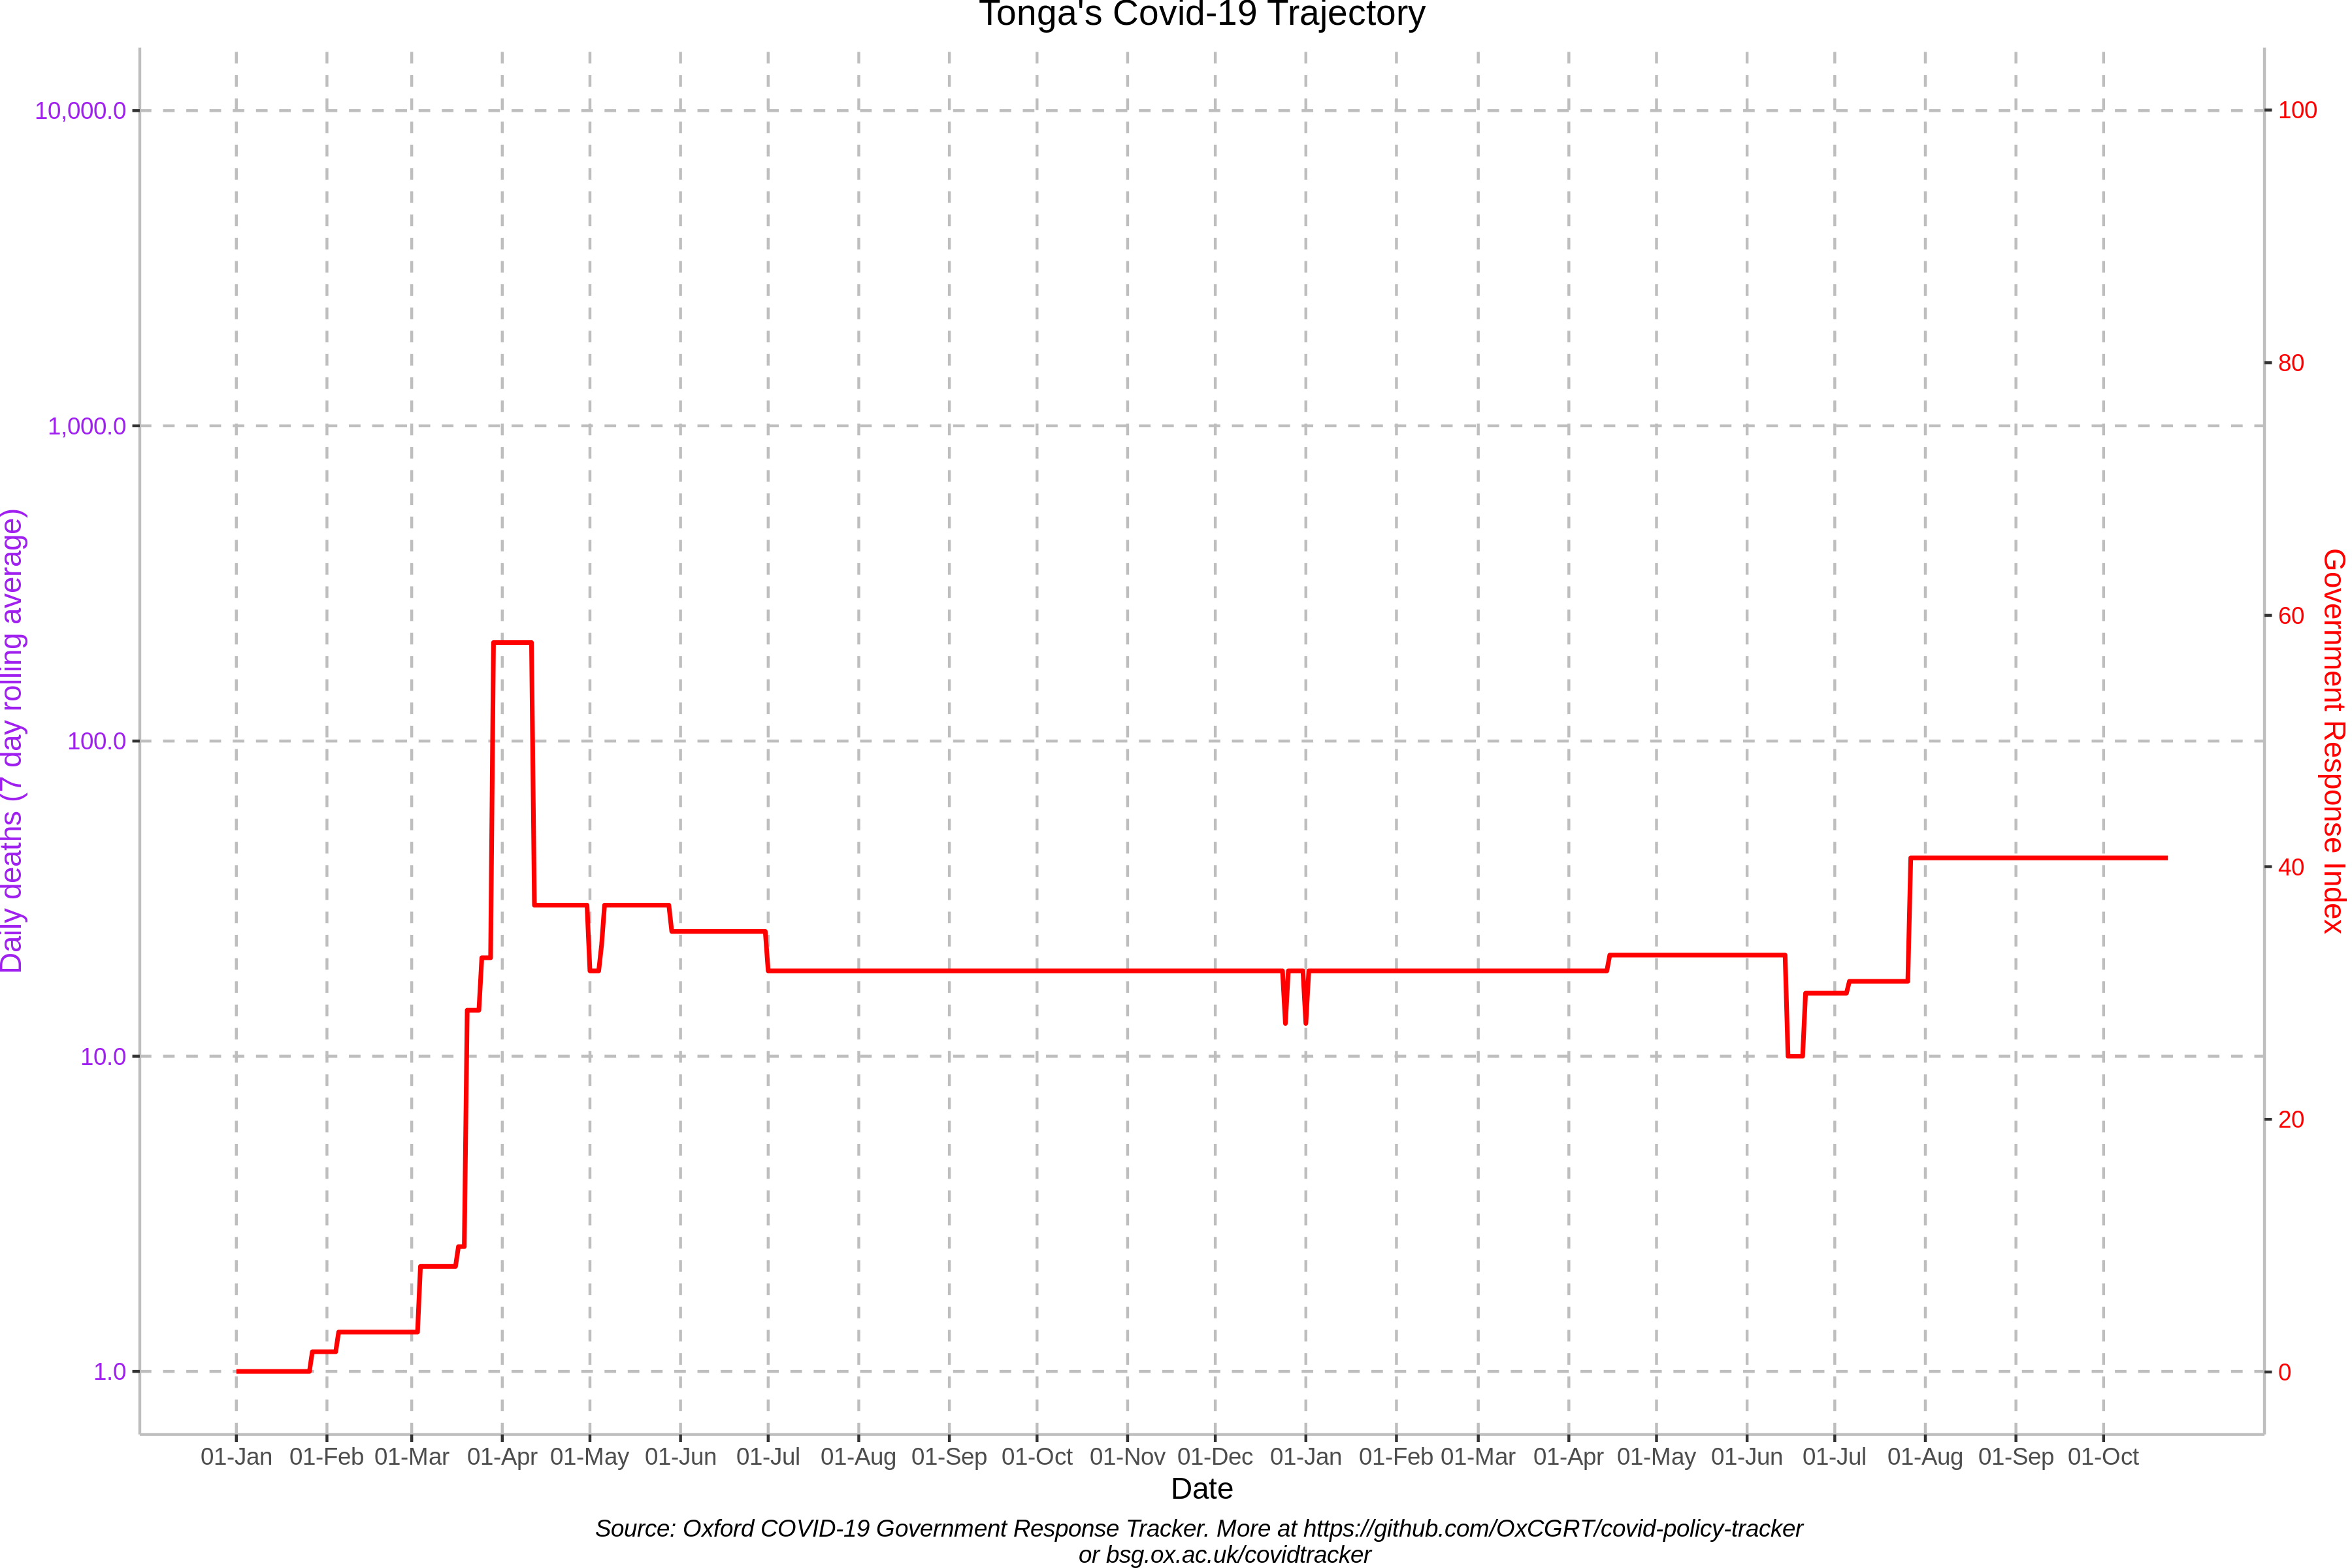 Tonga's Covid-19 Trajectory
10,000.0
1,000.0
100.0
10.0
1.0
Daily deaths (7 day rolling average)
100
80
60
40
20
0
Government Response Index
01-Jan 01-Feb 01-Mar 01-Apr 01-May 01-Jun 01-Jul 01-Aug 01-Sep 01-Oct 01-Nov 01-Dec 01-Jan 01-Feb 01-Mar 01-Apr 01-May 01-Jun 01-Jul 01-Aug 01-Sep 01-Oct
Date
Source: Oxford COVID-19 Government Response Tracker. More at https://github.com/OxCGRT/covid-policy-tracker
or bsg.ox.ac.uk/covidtracker